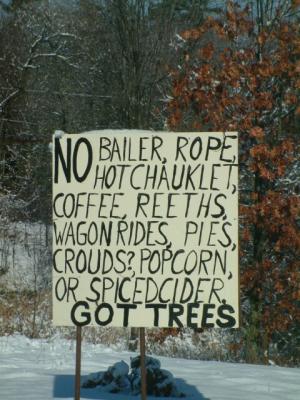 NO BAILER, ROPE,
HOT CHAUKLET,
COFFEE, REETHS,
WAGON RIDES, PIES,
CROUDS? POPCORN,
OR SPICED CIDER.
GOT TREES